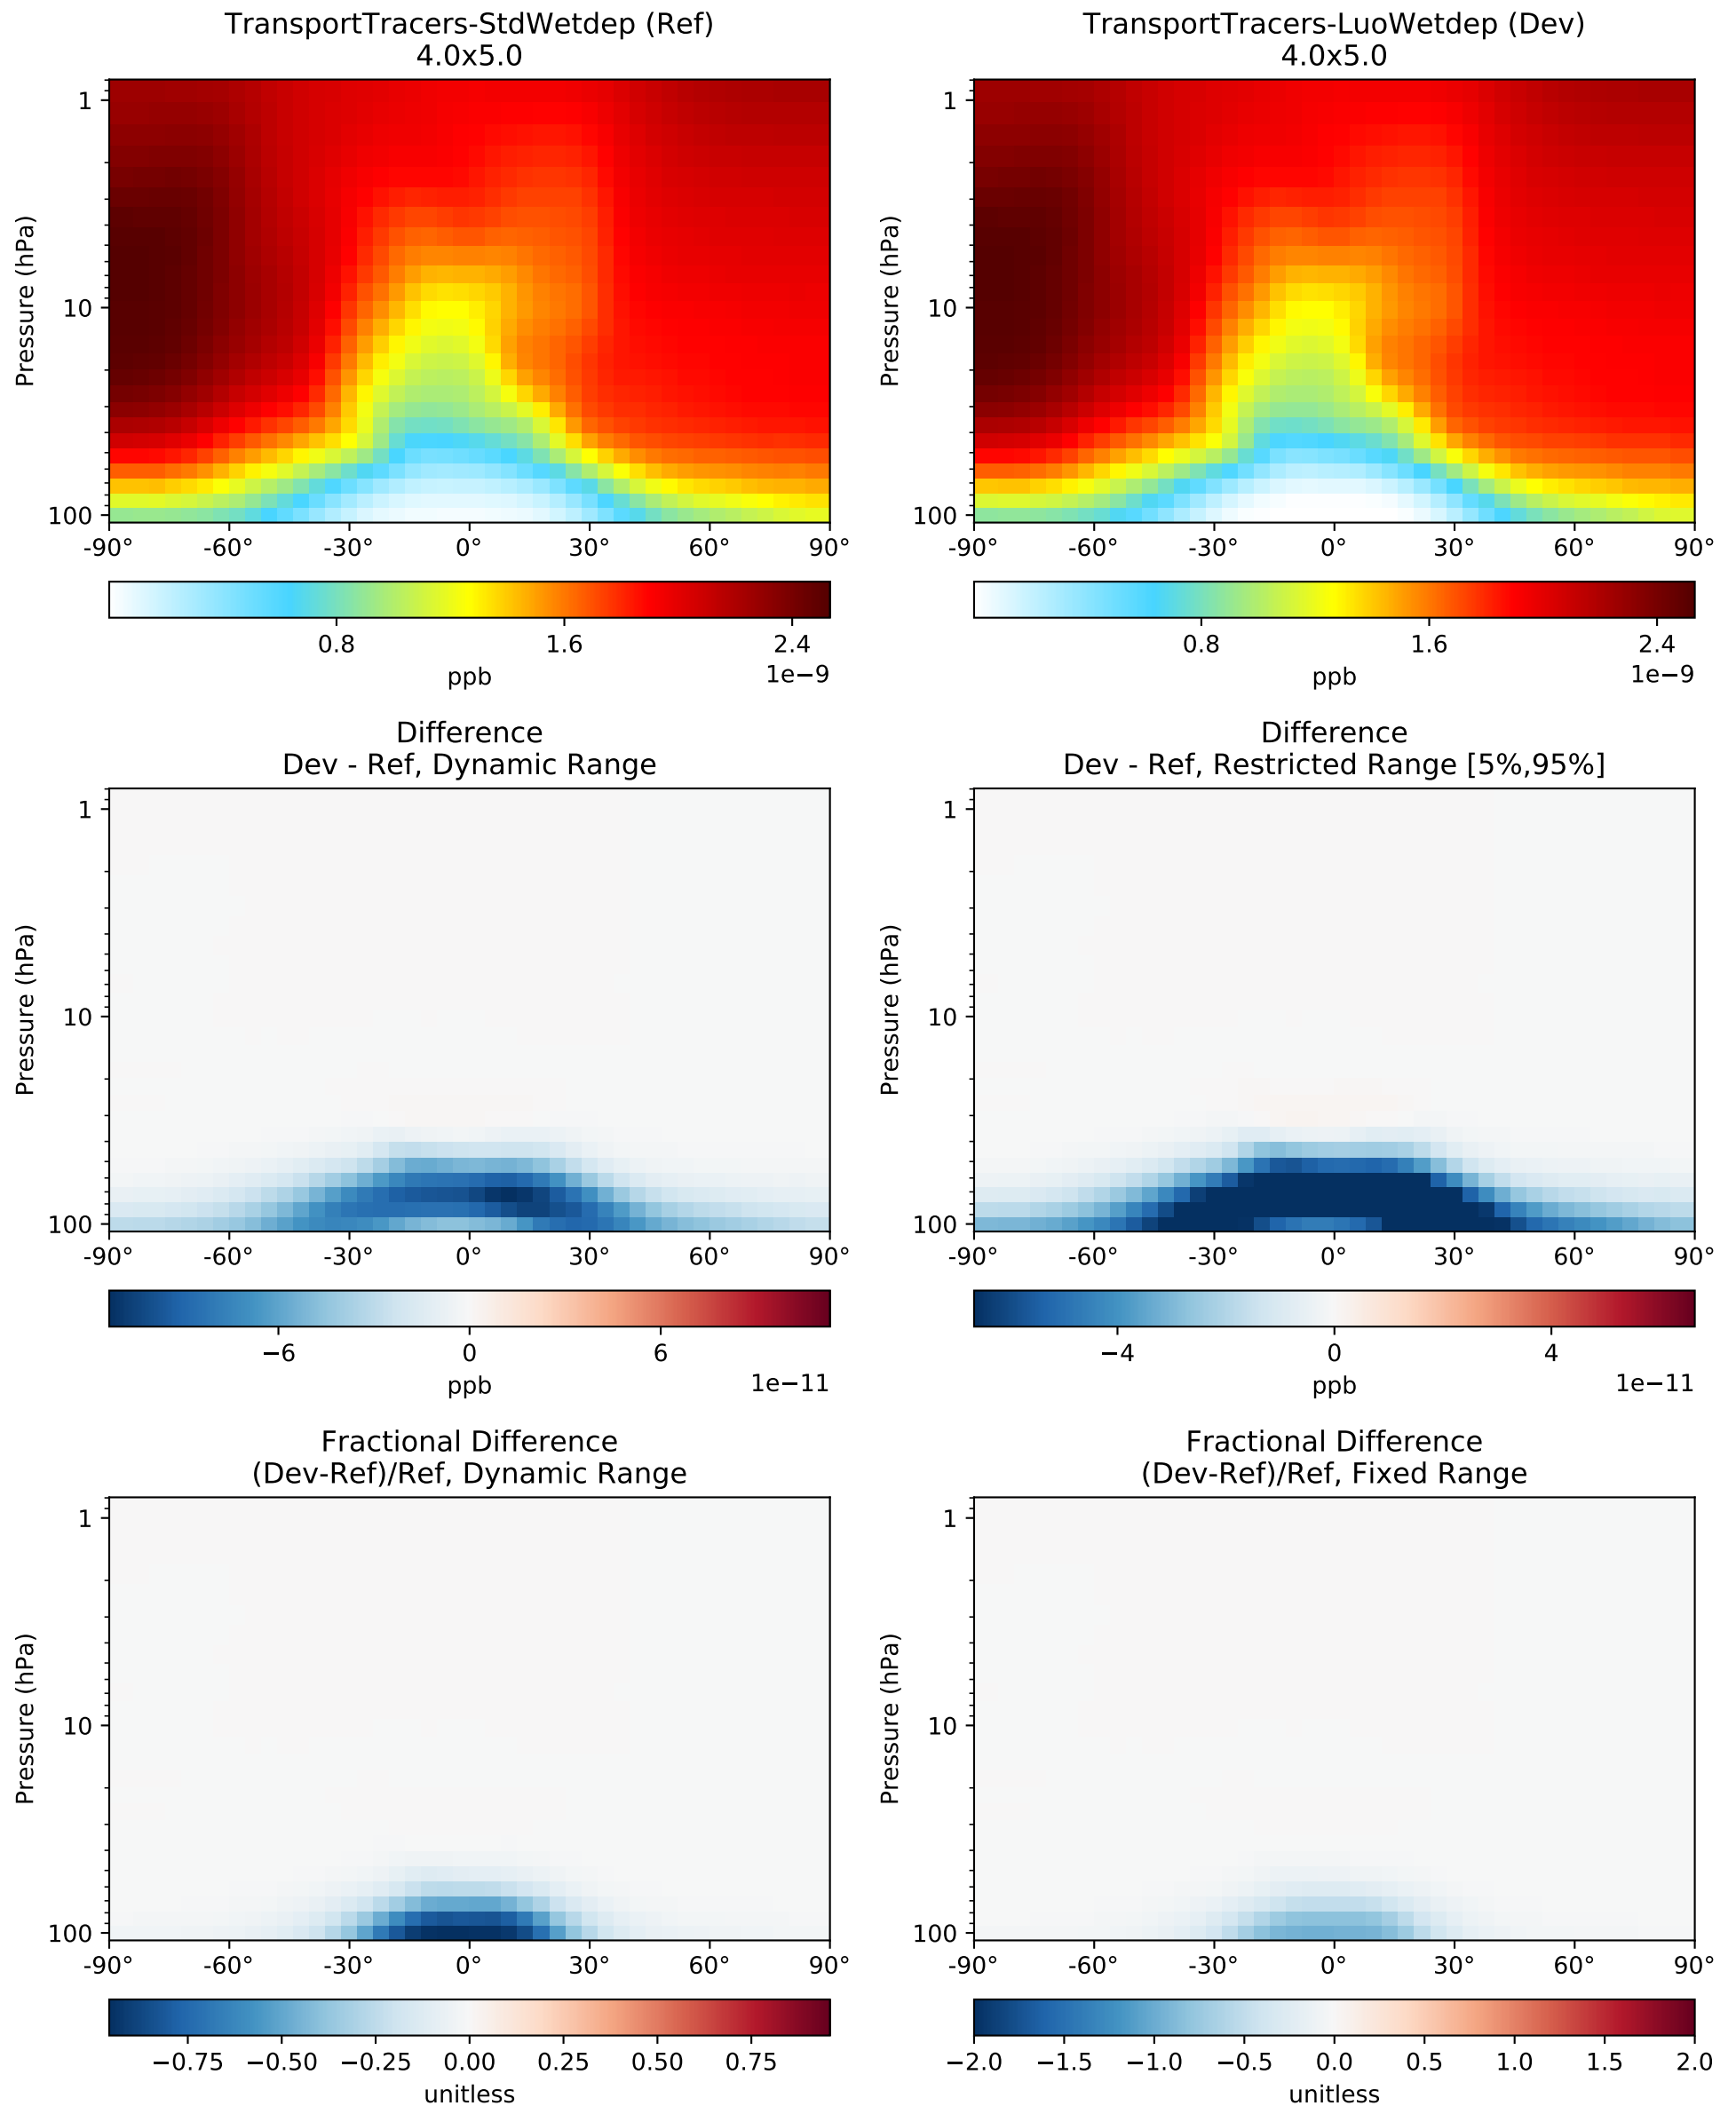 TransportTracers-StdWetdep (Ref)
4.0x5.0
Pressure (hPa)
1
10
100
-90° -60° -30° 0° 30° 60° 90°
0.8 1.6 2.4
1e−9
ppb
TransportTracers-LuoWetdep (Dev)
4.0x5.0
Pressure (hPa)
1
10
100
-90° -60° -30° 0° 30° 60° 90°
0.8 1.6 2.4
1e−9
ppb
Difference
Dev - Ref, Dynamic Range
Pressure (hPa)
1
10
100
-90° -60° -30° 0° 30° 60° 90°
−6 0 6
1e−11
ppb
Difference
Dev - Ref, Restricted Range [5%,95%]
Pressure (hPa)
1
10
100
-90° -60° -30° 0° 30° 60° 90°
−4 0 4
1e−11
ppb
Fractional Difference
(Dev-Ref)/Ref, Dynamic Range
Pressure (hPa)
1
10
100
-90° -60° -30° 0° 30° 60° 90°
−0.75 −0.50 −0.25 0.00 0.25 0.50 0.75
unitless
Fractional Difference
(Dev-Ref)/Ref, Fixed Range
Pressure (hPa)
1
10
100
-90° -60° -30° 0° 30° 60° 90°
−2.0 −1.5 −1.0 −0.5 0.0 0.5 1.0 1.5 2.0
unitless